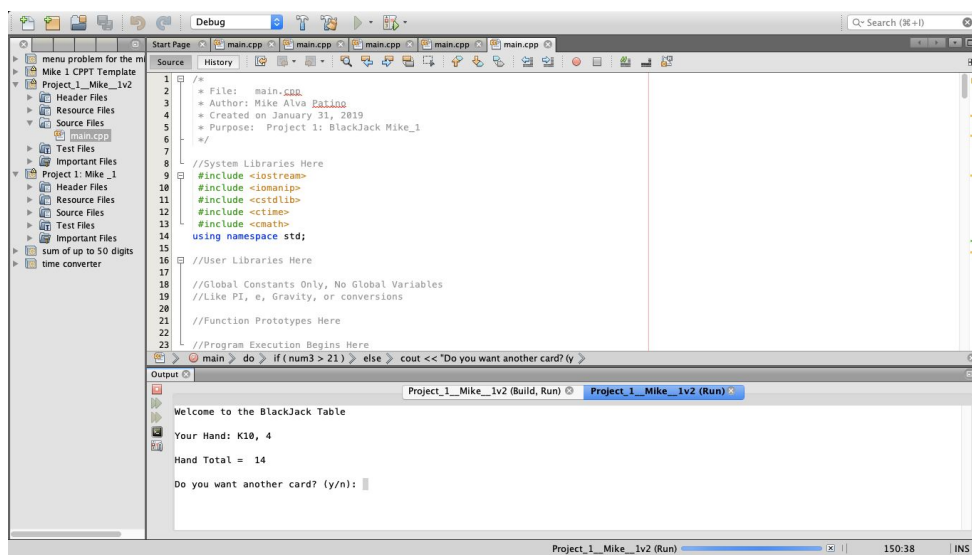 Debug
Search (⌘+I)
Start Page main.cpp main.cpp main.cpp main.cpp main.cpp
menu problem for the mi
Mike 1 CPPT Template
Project_1__Mike__1v2
Header Files
Resource Files
Source Files
main.cpp
Test Files
Important Files
Project 1: Mike _1
Header Files
Resource Files
Source Files
Test Files
Important Files
sum of up to 50 digits
time converter
Source History
1 /*
2 * File: main.cpp
3 * Author: Mike Alva Patino
4 * Created on January 31, 2019
5 * Purpose: Project 1: BlackJack Mike_1
6 */
7
8 //System Libraries Here
9 #include <iostream>
10 #include <iomanip>
11 #include <cstdlib>
12 #include <ctime>
13 #include <cmath>
14 using namespace std;
15
16 //User Libraries Here
17
18 //Global Constants Only, No Global Variables
19 //Like PI, e, Gravity, or conversions
20
21 //Function Prototypes Here
22
23 //Program Execution Begins Here
main do if ( num3 > 21 ) else cout << "Do you want another card? (y
Output
Project_1__Mike__1v2 (Build, Run) Project_1__Mike__1v2 (Run)
Welcome to the BlackJack Table
Your Hand: K10, 4
Hand Total = 14
Do you want another card? (y/n):
Project_1__Mike__1v2 (Run) 150:38 INS